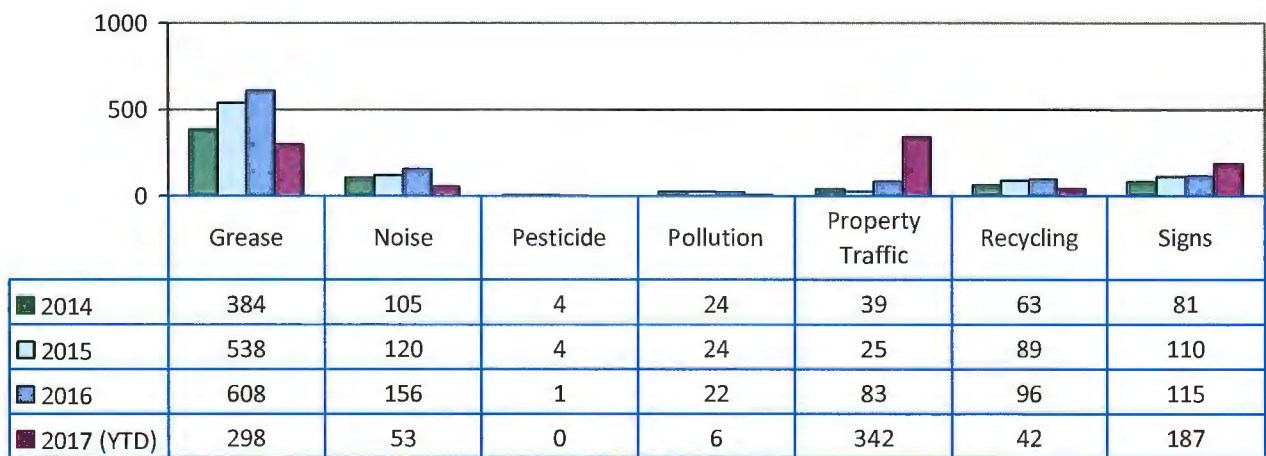 1000
500
0
Grease Noise Pesticide Pollution Property Traffic Recycling Signs
2014 384 105 4 24 39 63 81
2015 538 120 4 24 25 89 110
2016 608 156 1 22 83 96 115
2017 (YTD) 298 53 0 6 342 42 187